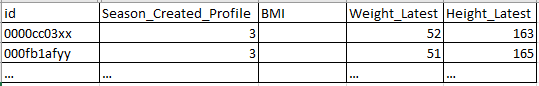 id Season_Created_Profile BMI Weight_Latest Height_Latest
0000cc03xx 3 52 163
000fb1afyy 3 51 165
... ... ... ...